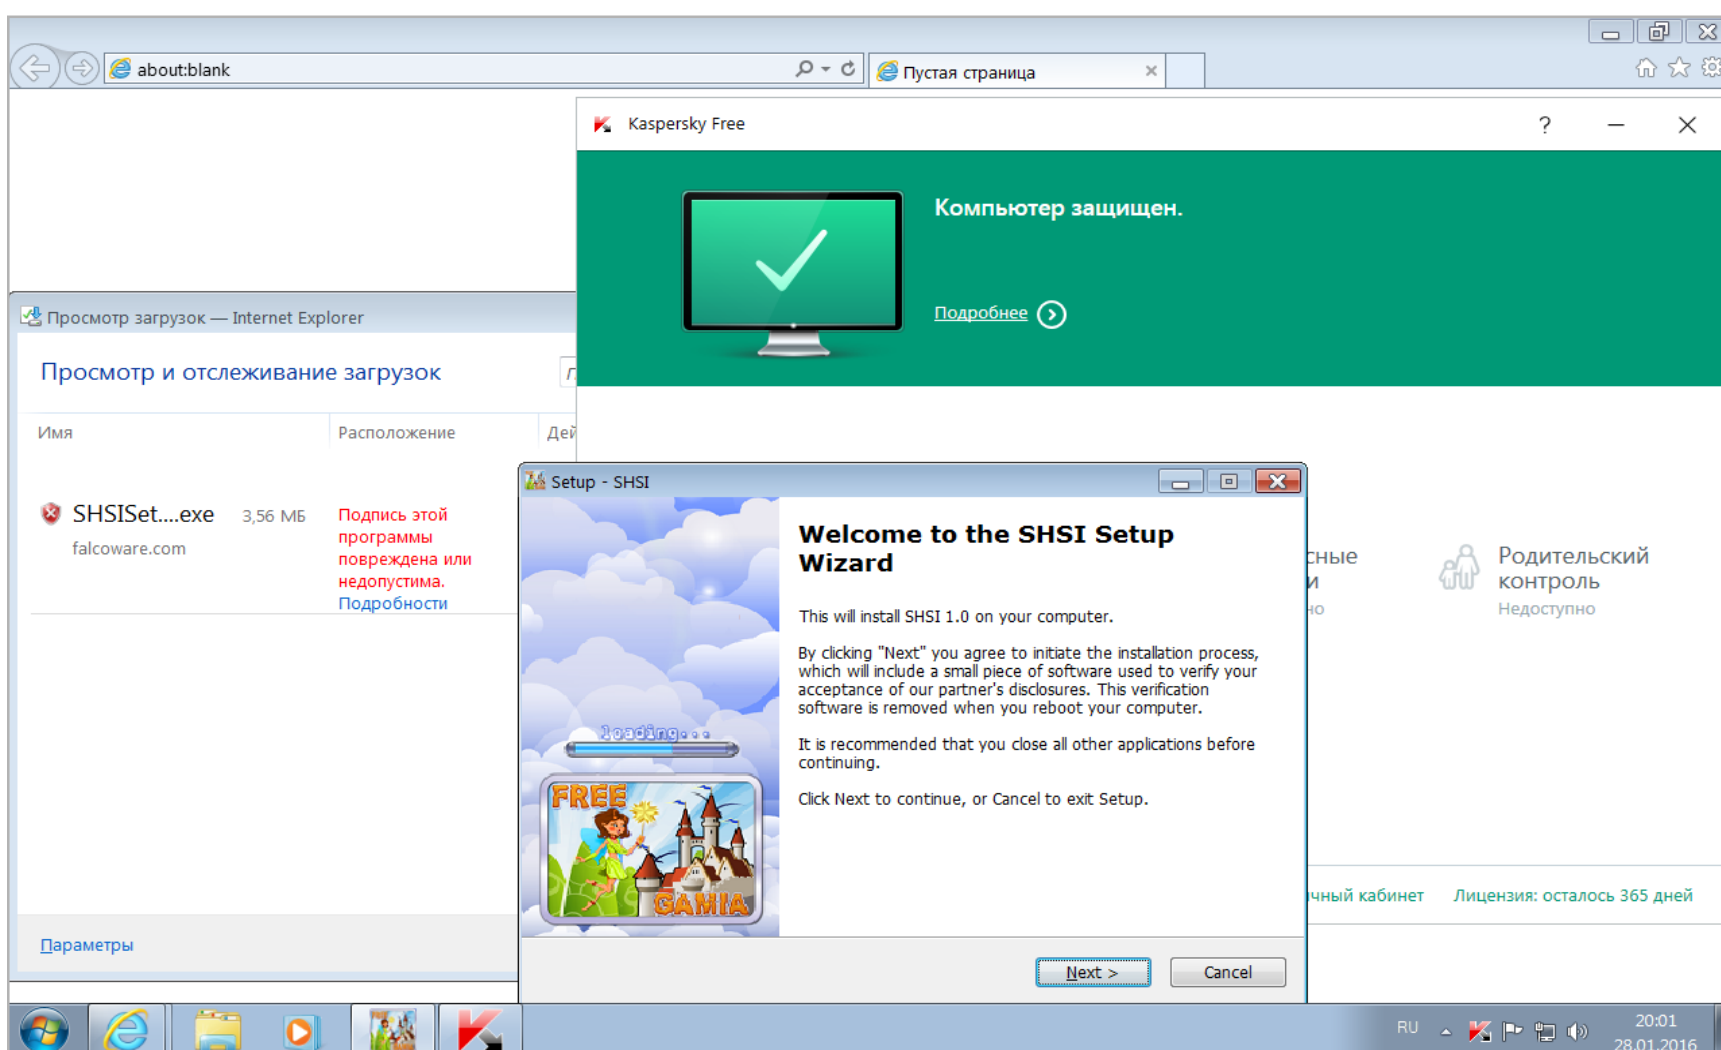 about:blank
Пустая страница
Kaspersky Free
?
Компьютер защищен.
Подробнее
Просмотр загрузок — Internet Explorer
Просмотр и отслеживание загрузок
Имя
Расположение
Дей
SHSISet....exe
3,56 МБ
falcoware.com
Подпись этой
программы
повреждена или
недопустима.
Подробности
Параметры
Setup - SHSI
Welcome to the SHSI Setup
Wizard
This will install SHSI 1.0 on your computer.
By clicking "Next" you agree to initiate the installation process,
which will include a small piece of software used to verify your
acceptance of our partner's disclosures. This verification
software is removed when you reboot your computer.
It is recommended that you close all other applications before
continuing.
Click Next to continue, or Cancel to exit Setup.
loading...
FREE
GAMIA
Next >
Cancel
сные
и
но
Родительский
контроль
Недоступно
чный кабинет
Лицензия: осталось 365 дней
RU
20:01
28.01.2016